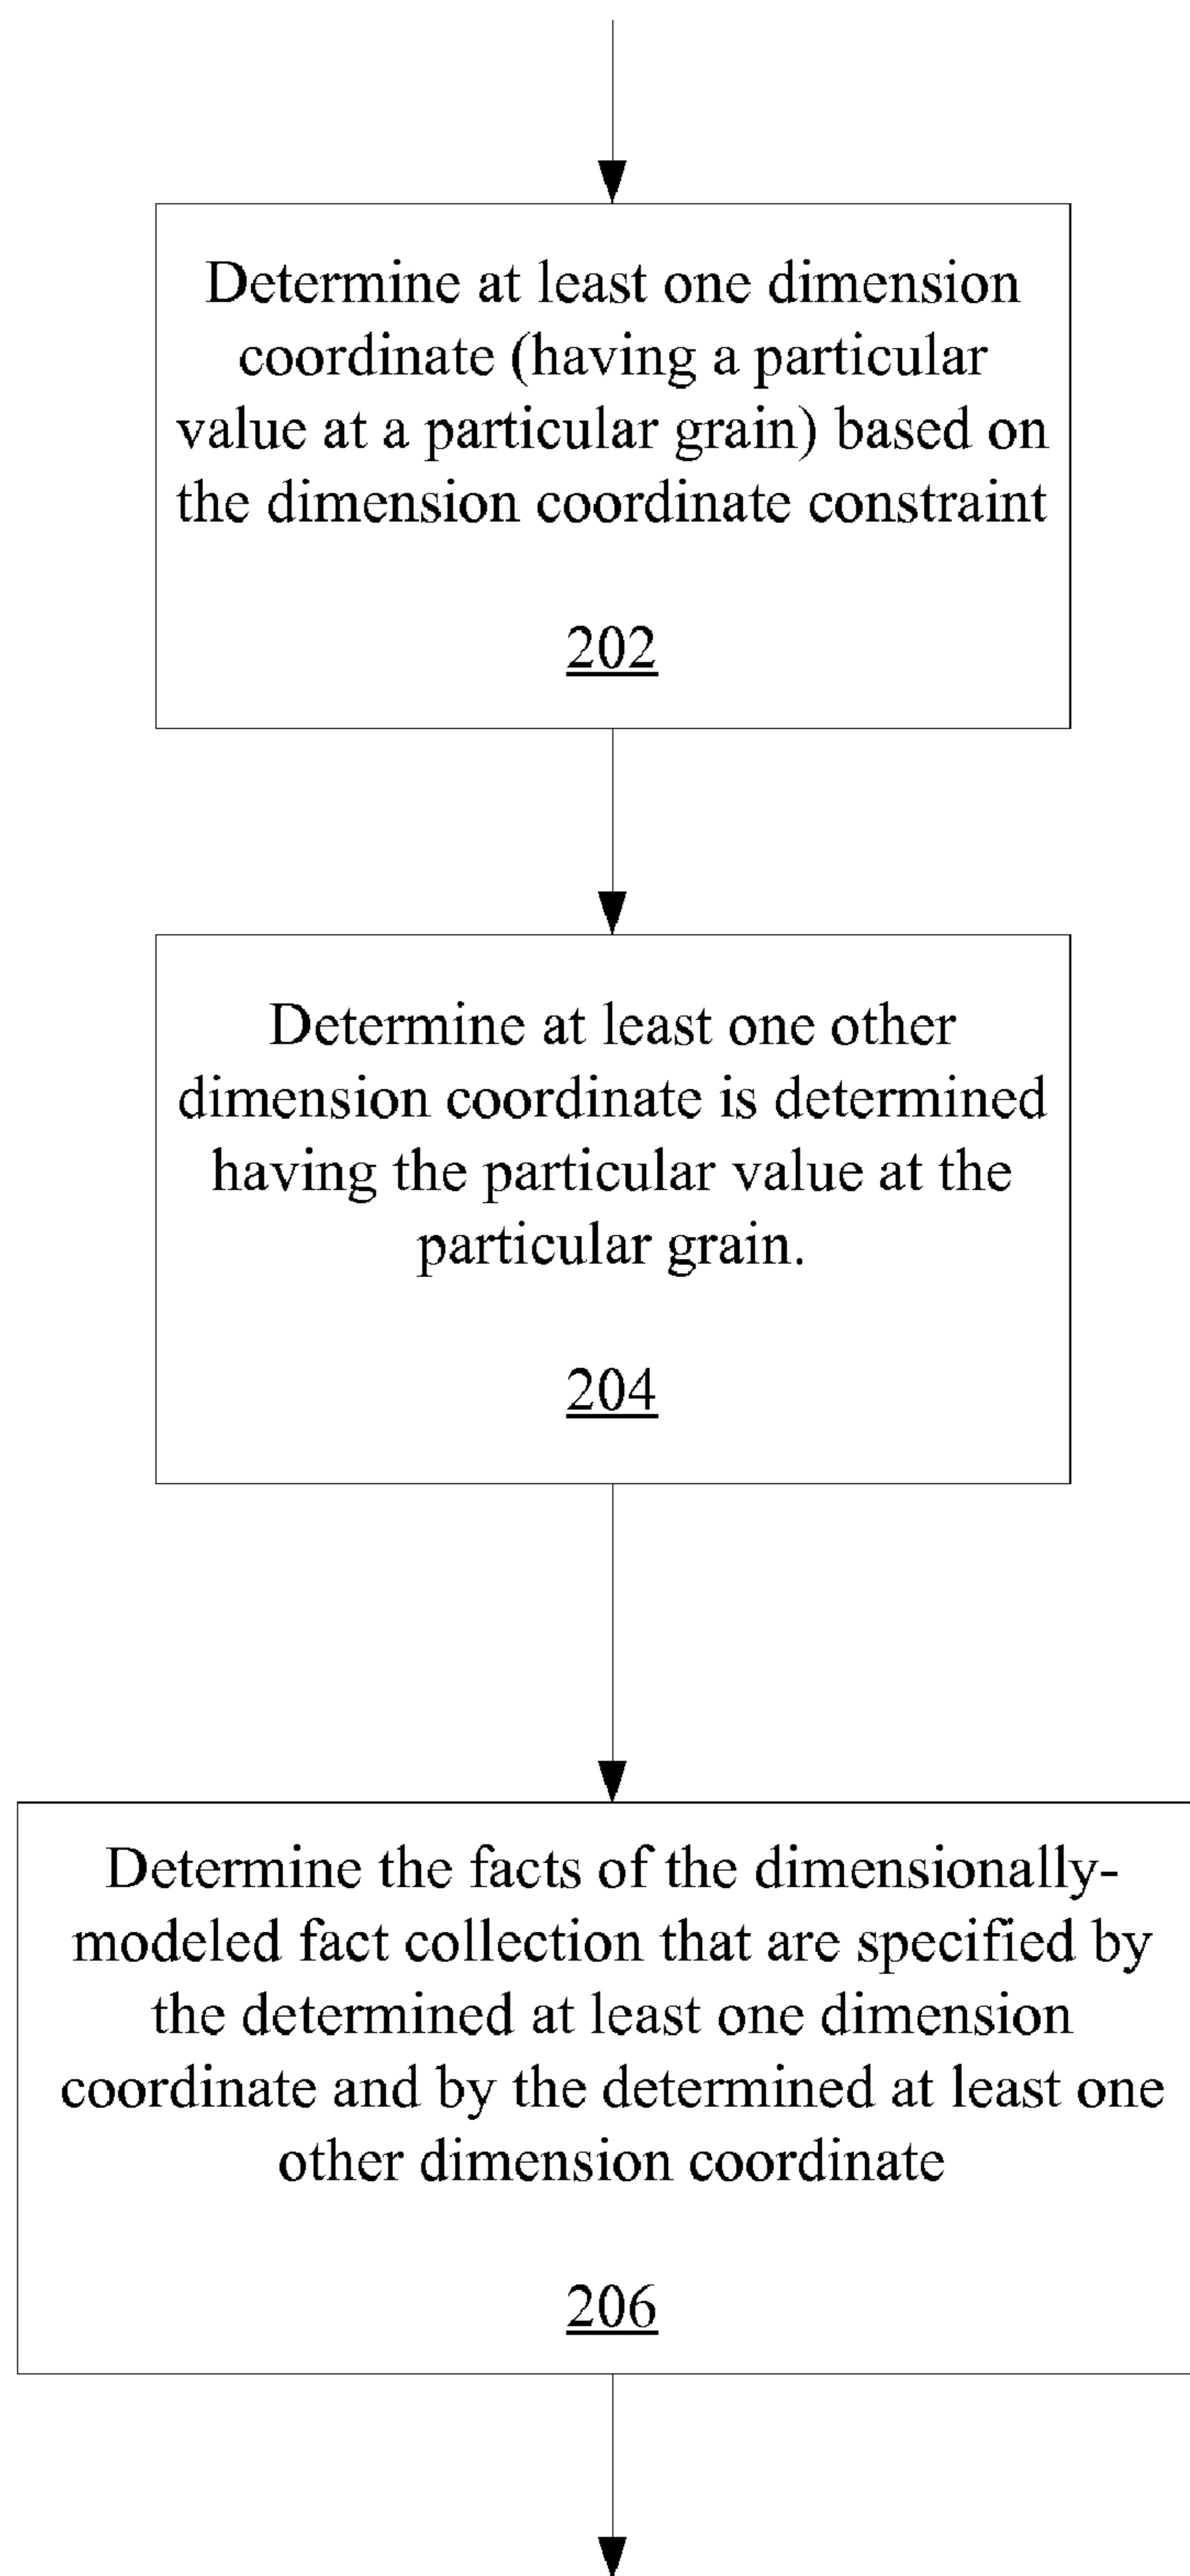 Determine at least one dimension
coordinate (having a particular
value at a particular grain) based on
the dimension coordinate constraint
202
Determine at least one other
dimension coordinate is determined
having the particular value at the
particular grain.
204
Determine the facts of the dimensionally-
modeled fact collection that are specified by
the determined at least one dimension
coordinate and by the determined at least one
other dimension coordinate
206